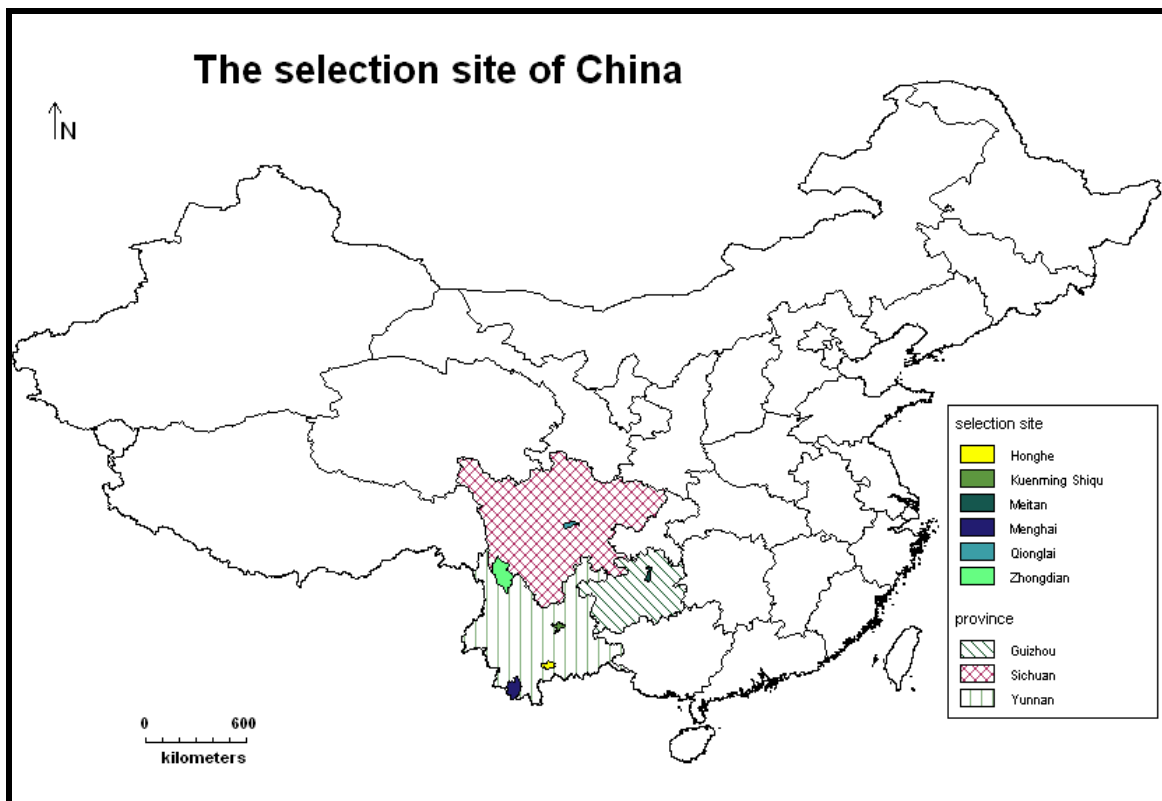 The selection site of China
N
selection site
Honghe
Kuenming Shiqu
Meitan
Menghai
Qionglai
Zhongdian
province
Guizhou
Sichuan
Yunnan
0 600
kilometers